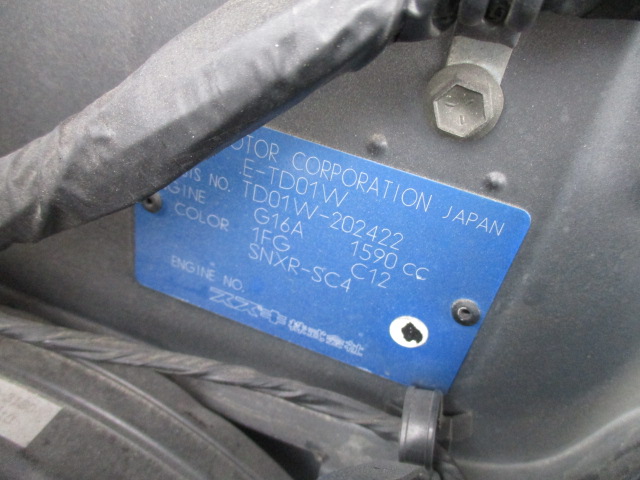 OTOR CORPORATION JAPAN
E-TD01W
IS NO. TD01W-202422
GINE G16A 1590 cc
COLOR 1FG C12
SNXR-SC4
ENGINE NO.